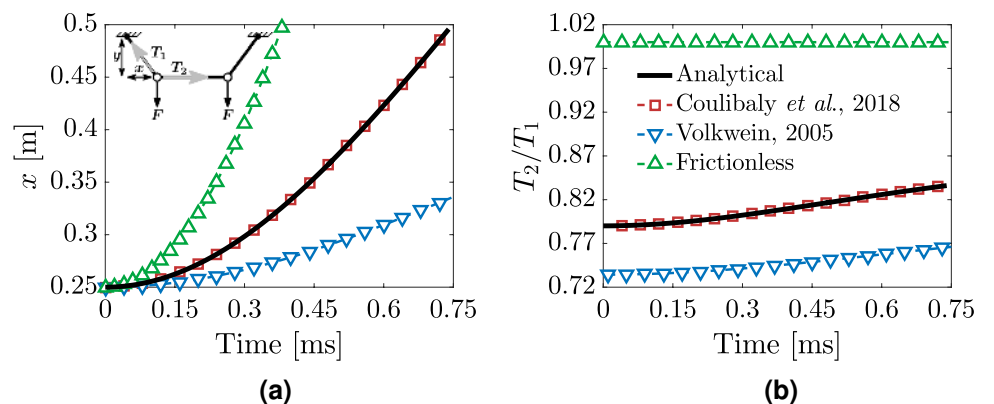 0.5
0.45
0.4
0.35
0.3
0.25
x [m]
y
x
T₁
T₂
F
F
0
0.15
0.3
0.45
0.6
0.75
Time [ms]
(a)
1.02
0.97
0.92
0.87
0.82
0.77
0.72
T₂/T₁
Analytical
Coulibaly et al., 2018
Volkwein, 2005
Frictionless
0
0.15
0.3
0.45
0.6
0.75
Time [ms]
(b)